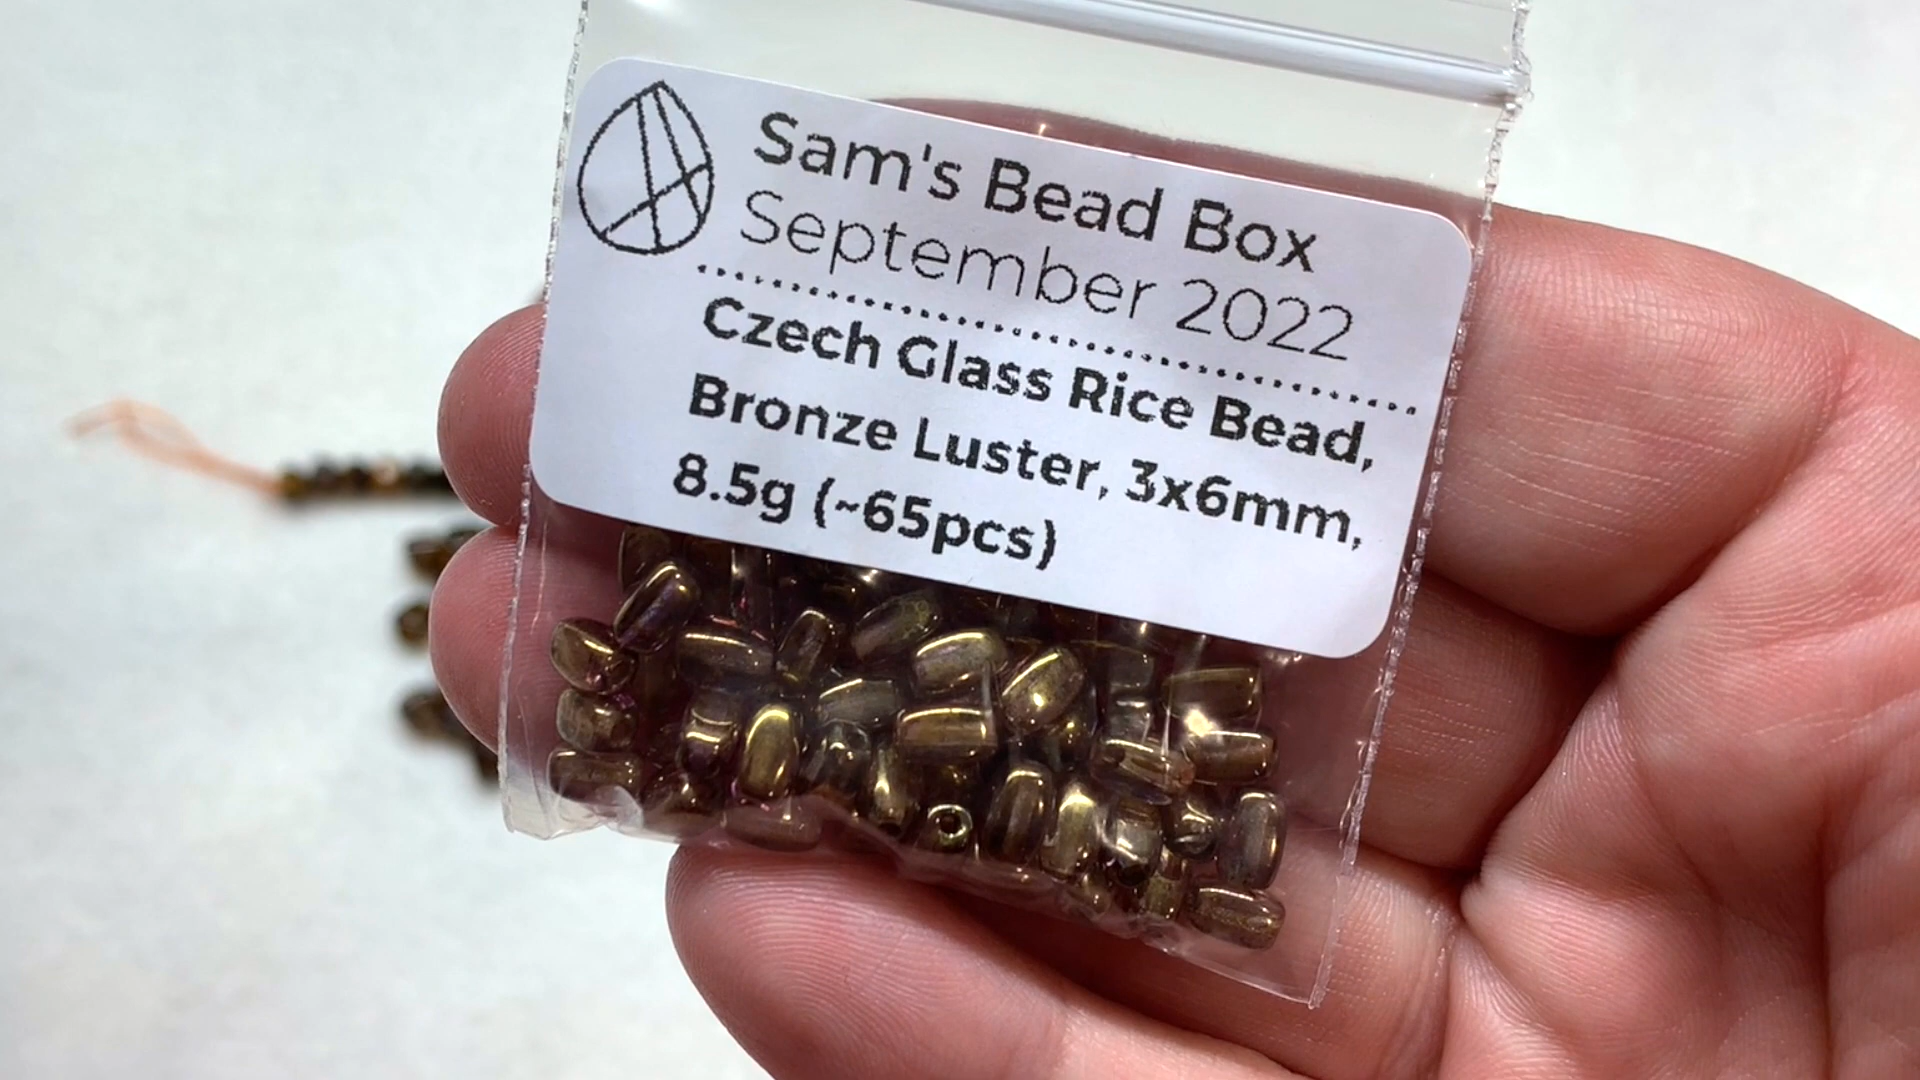 Sam's Bead Box
September 2022
Czech Glass Rice Bead,
Bronze Luster, 3x6mm,
8.5g (~65pcs)